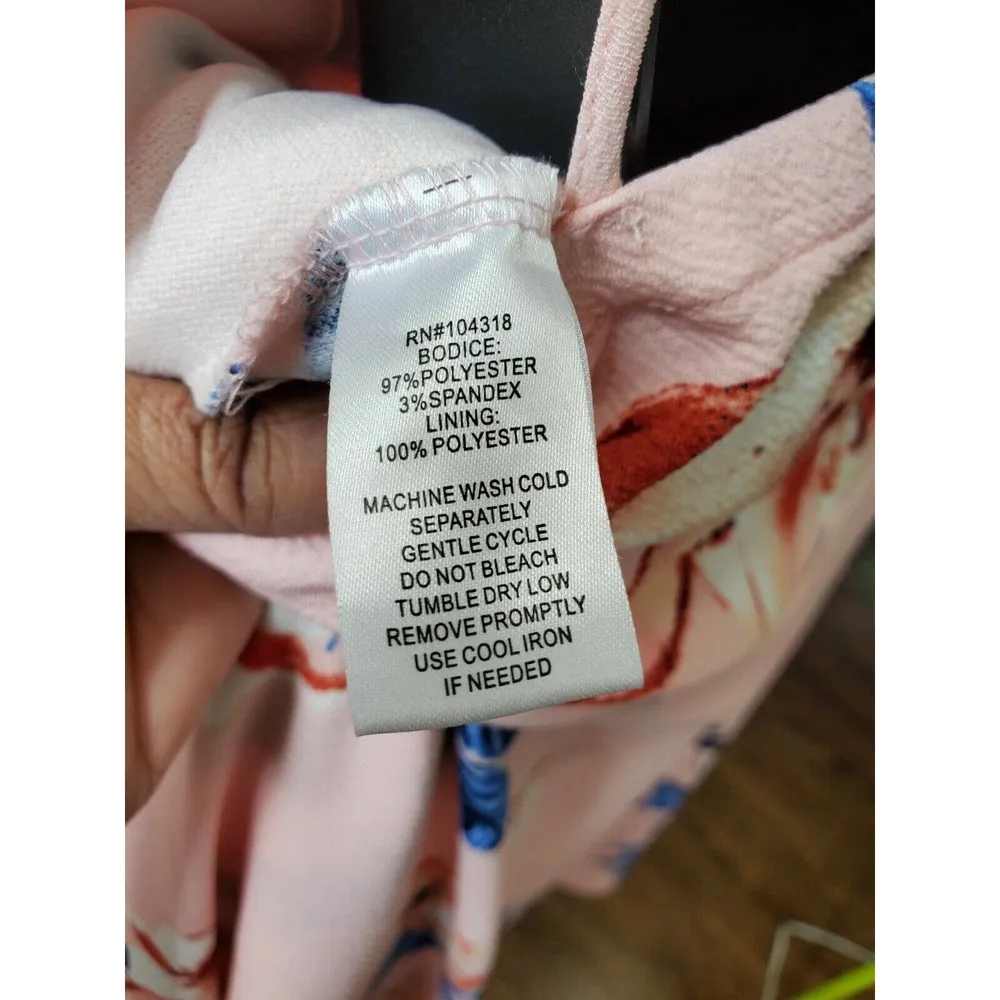 RN#104318
BODICE:
97%POLYESTER
3%SPANDEX
LINING:
100% POLYESTER
MACHINE WASH COLD
SEPARATELY
GENTLE CYCLE
DO NOT BLEACH
TUMBLE DRY LOW
REMOVE PROMPTLY
USE COOL IRON
IF NEEDED